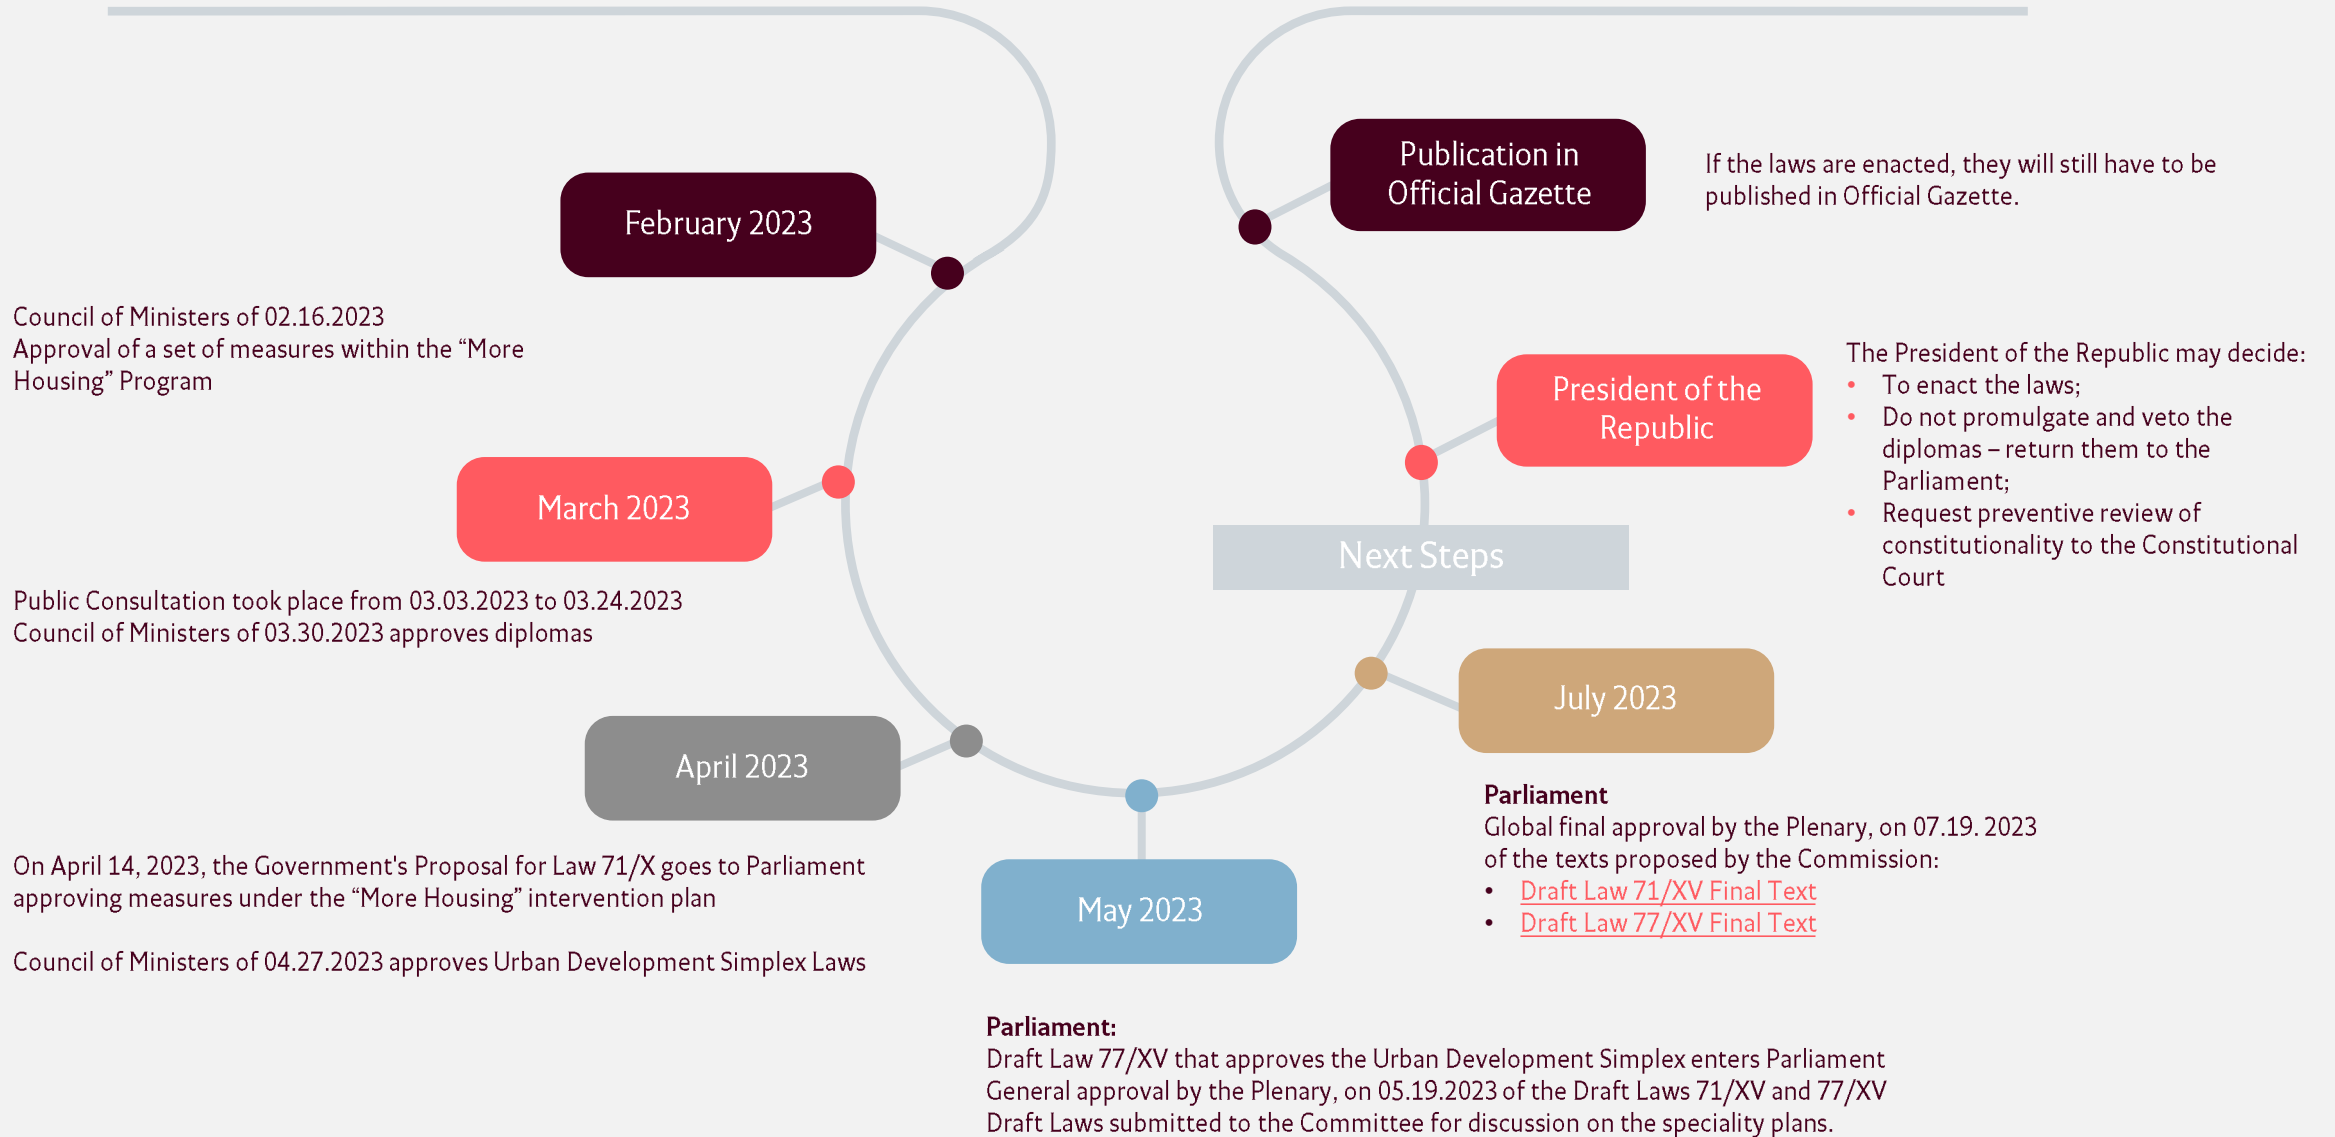 February 2023
Council of Ministers of 02.16.2023
Approval of a set of measures within the “More
Housing” Program
March 2023
Public Consultation took place from 03.03.2023 to 03.24.2023
Council of Ministers of 03.30.2023 approves diplomas
April 2023
On April 14, 2023, the Government's Proposal for Law 71/X goes to Parliament
approving measures under the “More Housing” intervention plan
Council of Ministers of 04.27.2023 approves Urban Development Simplex Laws
May 2023
Parliament:
Draft Law 77/XV that approves the Urban Development Simplex enters Parliament
General approval by the Plenary, on 05.19.2023 of the Draft Laws 71/XV and 77/XV
Draft Laws submitted to the Committee for discussion on the speciality plans.
July 2023
Parliament
Global final approval by the Plenary, on 07.19. 2023
of the texts proposed by the Commission:
• Draft Law 71/XV Final Text
• Draft Law 77/XV Final Text
Next Steps
President of the
Republic
The President of the Republic may decide:
• To enact the laws;
• Do not promulgate and veto the
diplomas – return them to the
Parliament;
• Request preventive review of
constitutionality to the Constitutional
Court
Publication in
Official Gazette
If the laws are enacted, they will still have to be
published in Official Gazette.